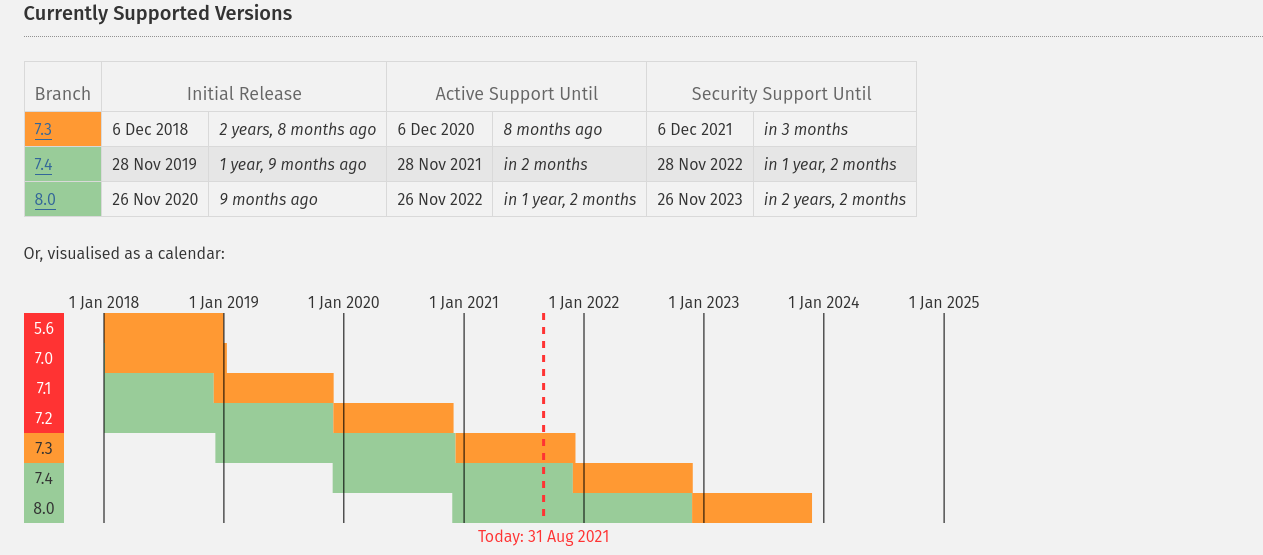 Currently Supported Versions
Branch Initial Release Active Support Until Security Support Until
7.3 6 Dec 2018 2 years, 8 months ago 6 Dec 2020 8 months ago 6 Dec 2021 in 3 months
7.4 28 Nov 2019 1 year, 9 months ago 28 Nov 2021 in 2 months 28 Nov 2022 in 1 year, 2 months
8.0 26 Nov 2020 9 months ago 26 Nov 2022 in 1 year, 2 months 26 Nov 2023 in 2 years, 2 months
Or, visualised as a calendar:
1 Jan 2018 1 Jan 2019 1 Jan 2020 1 Jan 2021 1 Jan 2022 1 Jan 2023 1 Jan 2024 1 Jan 2025
5.6
7.0
7.1
7.2
7.3
7.4
8.0
Today: 31 Aug 2021